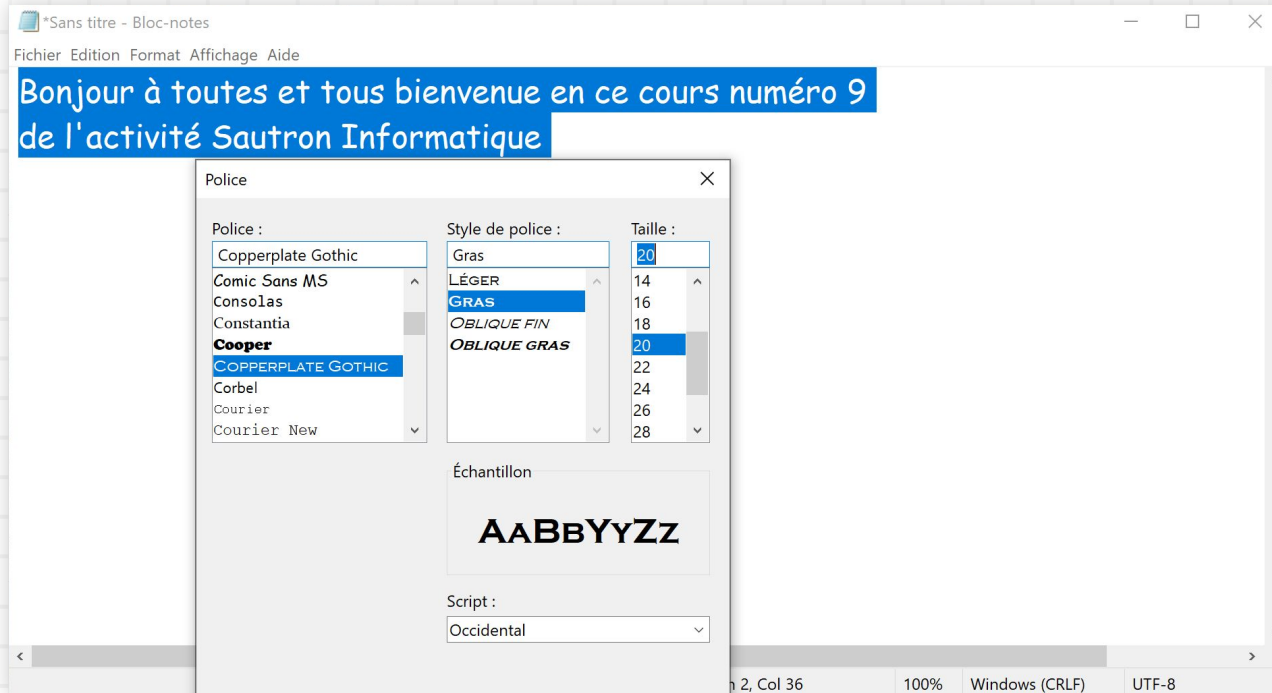 *Sans titre - Bloc-notes
Fichier Edition Format Affichage Aide
Bonjour à toutes et tous bienvenue en ce cours numéro 9
de l'activité Sautron Informatique
Police
Police :
Copperplate Gothic
Comic Sans MS
Consolas
Constantia
Cooper
COPPERPLATE GOTHIC
Corbel
Courier
Courier New
Style de police :
Gras
LÉGER
GRAS
OBLIQUE FIN
OBLIQUE GRAS
Taille :
20
14
16
18
20
22
24
26
28
Échantillon
AABBYYZZ
Script :
Occidental
2, Col 36
100%
Windows (CRLF)
UTF-8